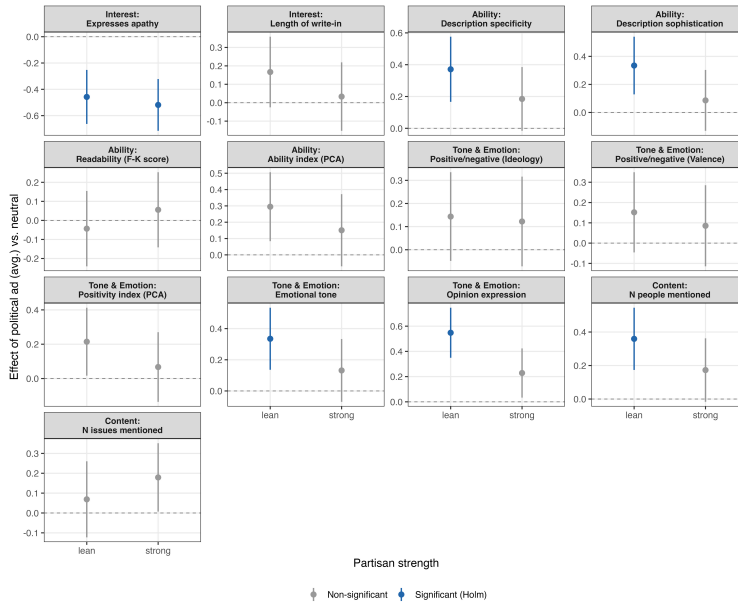 Effect of political ad (avg.) vs. neutral
Interest:
Expresses apathy
0.0
-0.2
-0.4
-0.6
Interest:
Length of write-in
0.3
0.2
0.1
0.0
-0.1
Ability:
Description specificity
0.6
0.4
0.2
0.0
Ability:
Description sophistication
0.4
0.2
0.0
Ability:
Readability (F-K score)
0.2
0.1
0.0
-0.1
-0.2
Ability:
Ability index (PCA)
0.5
0.4
0.3
0.2
0.1
0.0
Tone & Emotion:
Positive/negative (Ideology)
0.3
0.2
0.1
0.0
Tone & Emotion:
Positive/negative (Valence)
0.3
0.2
0.1
0.0
-0.1
Tone & Emotion:
Positivity index (PCA)
0.4
0.2
0.0
Tone & Emotion:
Emotional tone
0.4
0.2
0.0
lean strong
Tone & Emotion:
Opinion expression
0.6
0.4
0.2
0.0
lean strong
Content:
N people mentioned
0.4
0.2
0.0
lean strong
Content:
N issues mentioned
0.3
0.2
0.1
0.0
-0.1
lean strong
Partisan strength
Non-significant Significant (Holm)